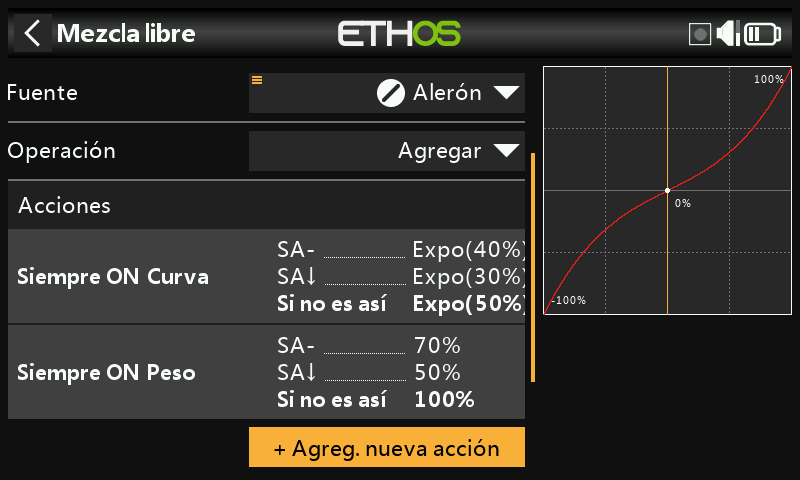 Mezcla libre
ETHOS
Fuente
Alerón
Operación
Agregar
Acciones
Siempre ON Curva
SA- Expo(40%)
SA↓ Expo(30%)
Si no es así Expo(50%)
Siempre ON Peso
SA- 70%
SA↓ 50%
Si no es así 100%
+ Agreg. nueva acción
100%
0%
-100%